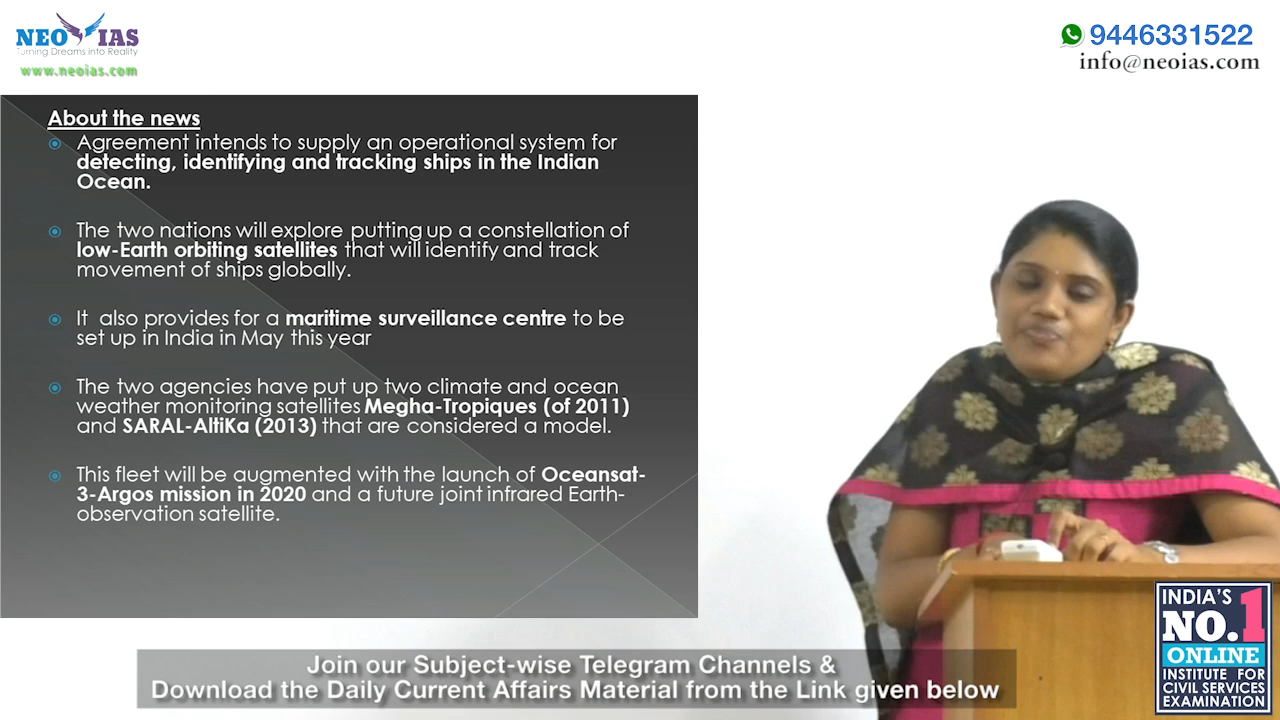 NEO IAS
Turning Dreams into Reality
www.neoias.com
9446331522
info@neoias.com
About the news
Agreement intends to supply an operational system for
detecting, identifying and tracking ships in the Indian
Ocean.
The two nations will explore putting up a constellation of
low-Earth orbiting satellites that will identify and track
movement of ships globally.
It also provides for a maritime surveillance centre to be
set up in India in May this year
The two agencies have put up two climate and ocean
weather monitoring satellites Megha-Tropiques (of 2011)
and SARAL-AltiKa (2013) that are considered a model.
This fleet will be augmented with the launch of Oceansat-
3-Argos mission in 2020 and a future joint infrared Earth-
observation satellite.
INDIA'S
NO.1
ONLINE
INSTITUTE FOR
CIVIL SERVICES
EXAMINATION
Join our Subject-wise Telegram Channels &
Download the Daily Current Affairs Material from the Link given below